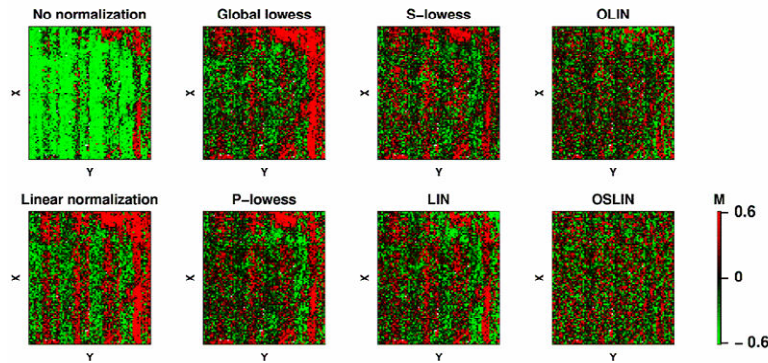 No normalization
Global lowess
S-lowess
OLIN
X
X
X
X
Y
Y
Y
Y
Linear normalization
P-lowess
LIN
OSLIN
M
0.6
0
- 0.6
X
X
X
X
Y
Y
Y
Y